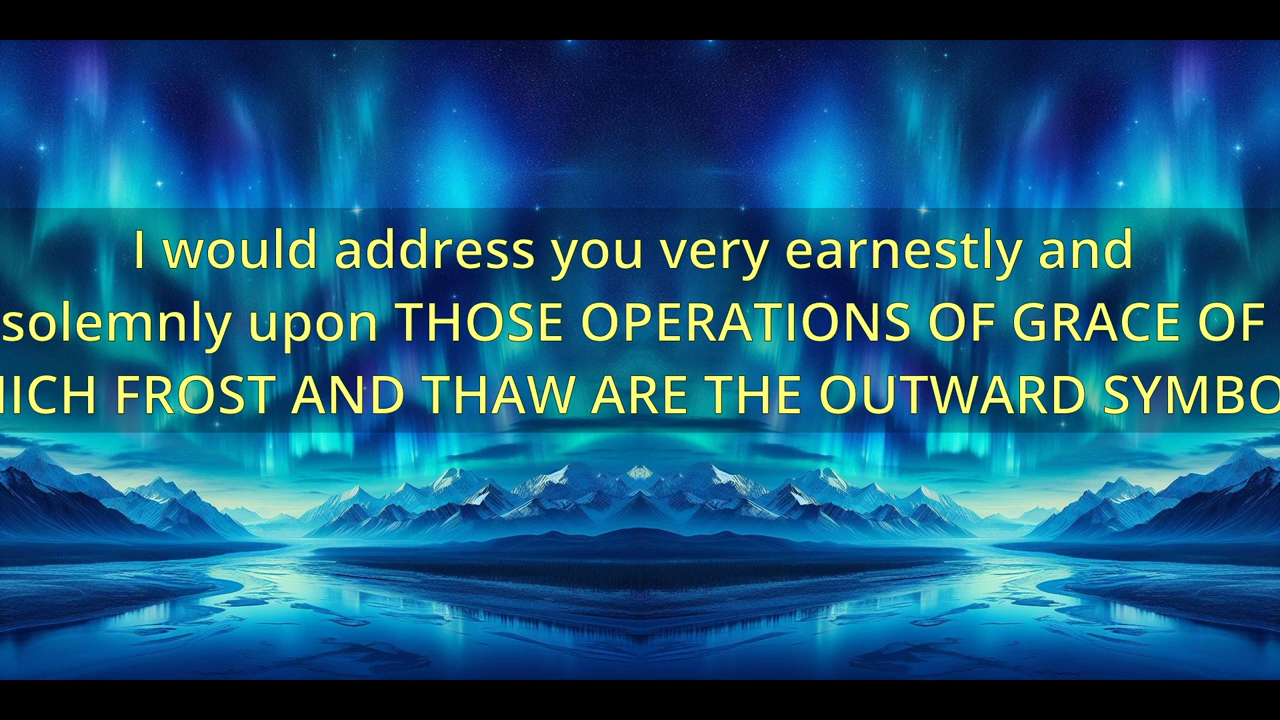 I would address you very earnestly and
solemnly upon THOSE OPERATIONS OF GRACE OF
FROST AND THAW ARE THE OUTWARD